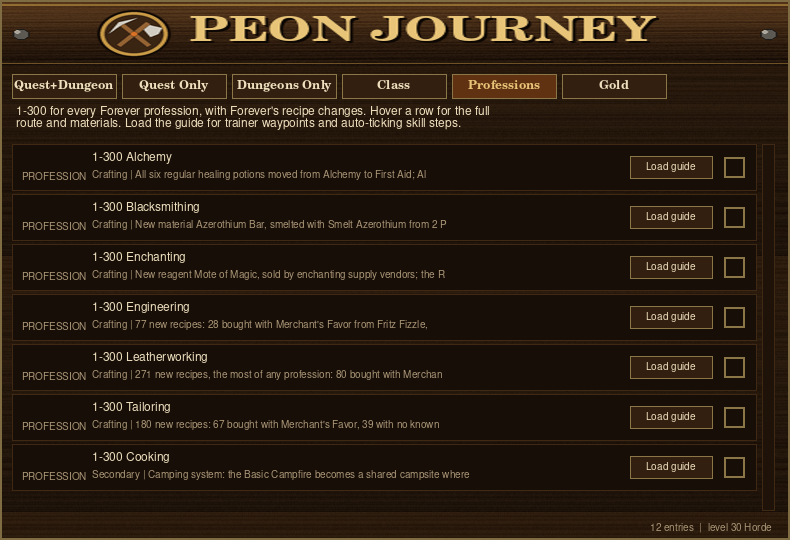 PEON JOURNEY
Quest+Dungeon
Quest Only
Dungeons Only
Class
Professions
Gold
1-300 for every Forever profession, with Forever's recipe changes. Hover a row for the full
route and materials. Load the guide for trainer waypoints and auto-ticking skill steps.
1-300 Alchemy
PROFESSION Crafting | All six regular healing potions moved from Alchemy to First Aid; Al
Load guide
1-300 Blacksmithing
PROFESSION Crafting | New material Azerothium Bar, smelted with Smelt Azerothium from 2 P
Load guide
1-300 Enchanting
PROFESSION Crafting | New reagent Mote of Magic, sold by enchanting supply vendors; the R
Load guide
1-300 Engineering
PROFESSION Crafting | 77 new recipes: 28 bought with Merchant's Favor from Fritz Fizzle,
Load guide
1-300 Leatherworking
PROFESSION Crafting | 271 new recipes, the most of any profession: 80 bought with Merchan
Load guide
1-300 Tailoring
PROFESSION Crafting | 180 new recipes: 67 bought with Merchant's Favor, 39 with no known
Load guide
1-300 Cooking
PROFESSION Secondary | Camping system: the Basic Campfire becomes a shared campsite where
Load guide
12 entries | level 30 Horde